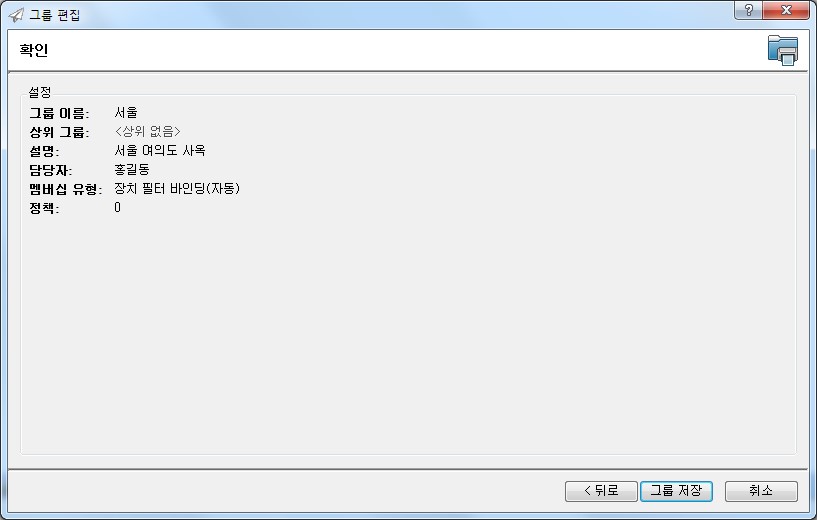 그룹 편집
?
확인
설정
그룹 이름: 서울
상위 그룹: <상위 없음>
설명: 서울 여의도 사옥
담당자: 홍길동
멤버십 유형: 장치 필터 바인딩(자동)
정책: 0
< 뒤로 그룹 저장 취소